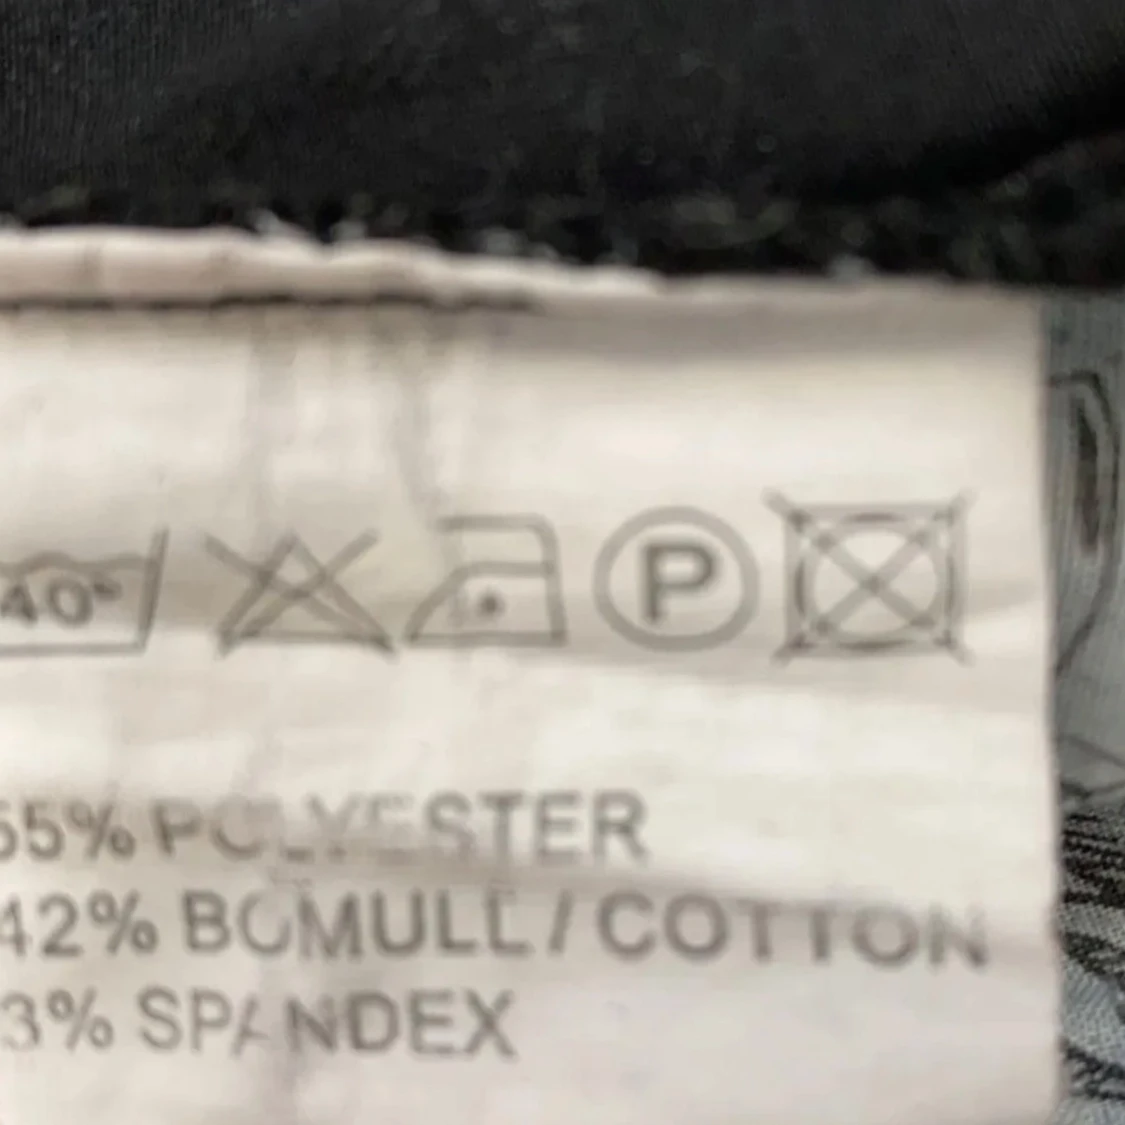 40°
P
55% POLYESTER
42% BOMULL / COTTON
3% SPANDEX